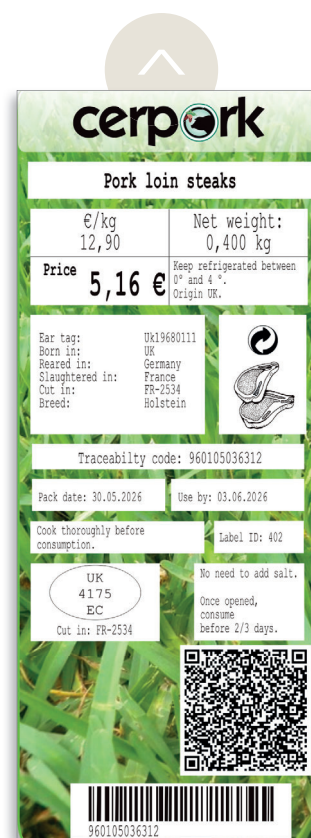 cerpork
Pork loin steaks
€/kg
12,90
Net weight:
0,400 kg
Price 5,16 €
Keep refrigerated between
0° and 4 °.
Origin UK.
Ear tag: Uk19680111
Born in: UK
Reared in: Germany
Slaughtered in: France
Cut in: FR-2534
Breed: Holstein
Traceabilty code: 960105036312
Pack date: 30.05.2026
Use by: 03.06.2026
Cook thoroughly before
consumption.
Label ID: 402
UK
4175
EC
Cut in: FR-2534
No need to add salt.
Once opened,
consume
before 2/3 days.
960105036312